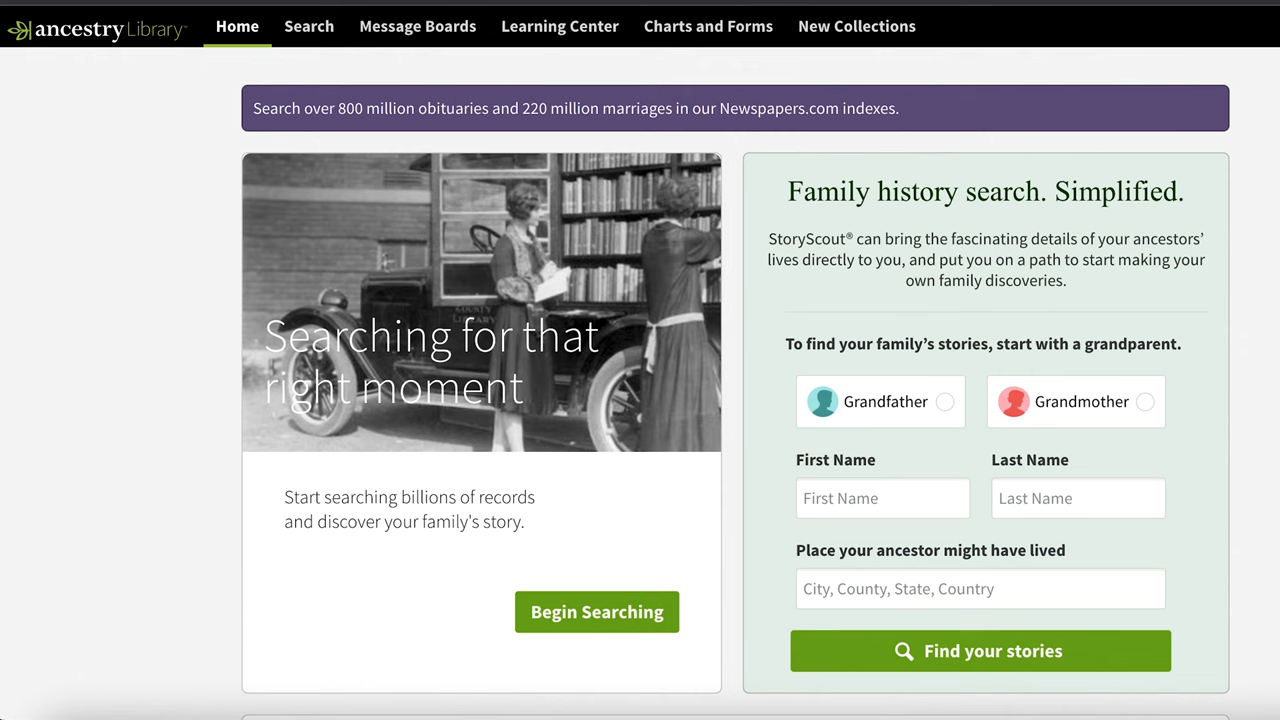 ancestryLibrary™
Home Search Message Boards Learning Center Charts and Forms New Collections
Search over 800 million obituaries and 220 million marriages in our Newspapers.com indexes.
COUNTY
LIBRARY
Searching for that
right moment
Start searching billions of records
and discover your family's story.
Begin Searching
Family history search. Simplified.
StoryScout® can bring the fascinating details of your ancestors’
lives directly to you, and put you on a path to start making your
own family discoveries.
To find your family’s stories, start with a grandparent.
Grandfather Grandmother
First Name Last Name
First Name Last Name
Place your ancestor might have lived
City, County, State, Country
Find your stories